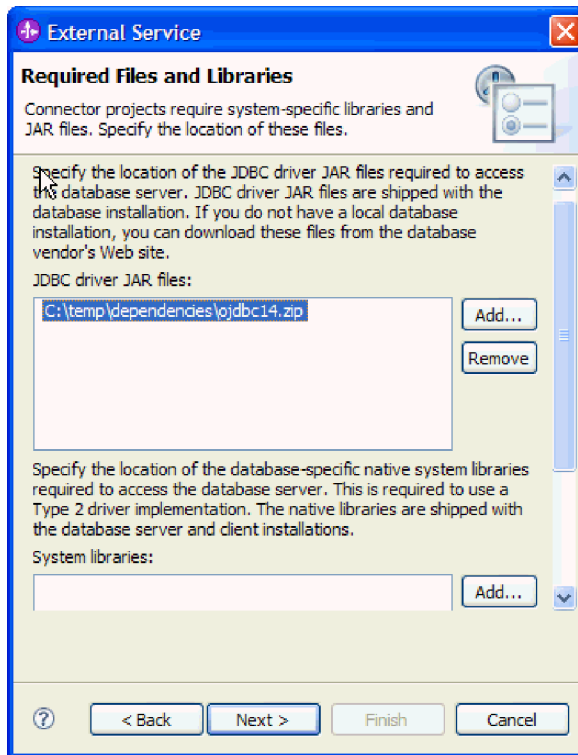 External Service
Required Files and Libraries
Connector projects require system-specific libraries and
JAR files. Specify the location of these files.
Specify the location of the JDBC driver JAR files required to access
the database server. JDBC driver JAR files are shipped with the
database installation. If you do not have a local database
installation, you can download these files from the database
vendor's Web site.
JDBC driver JAR files:
C:\temp\dependencies\ojdbc14.zip
Add...
Remove
Specify the location of the database-specific native system libraries
required to access the database server. This is required to use a
Type 2 driver implementation. The native libraries are shipped with
the database server and client installations.
System libraries:
Add...
?
< Back
Next >
Finish
Cancel